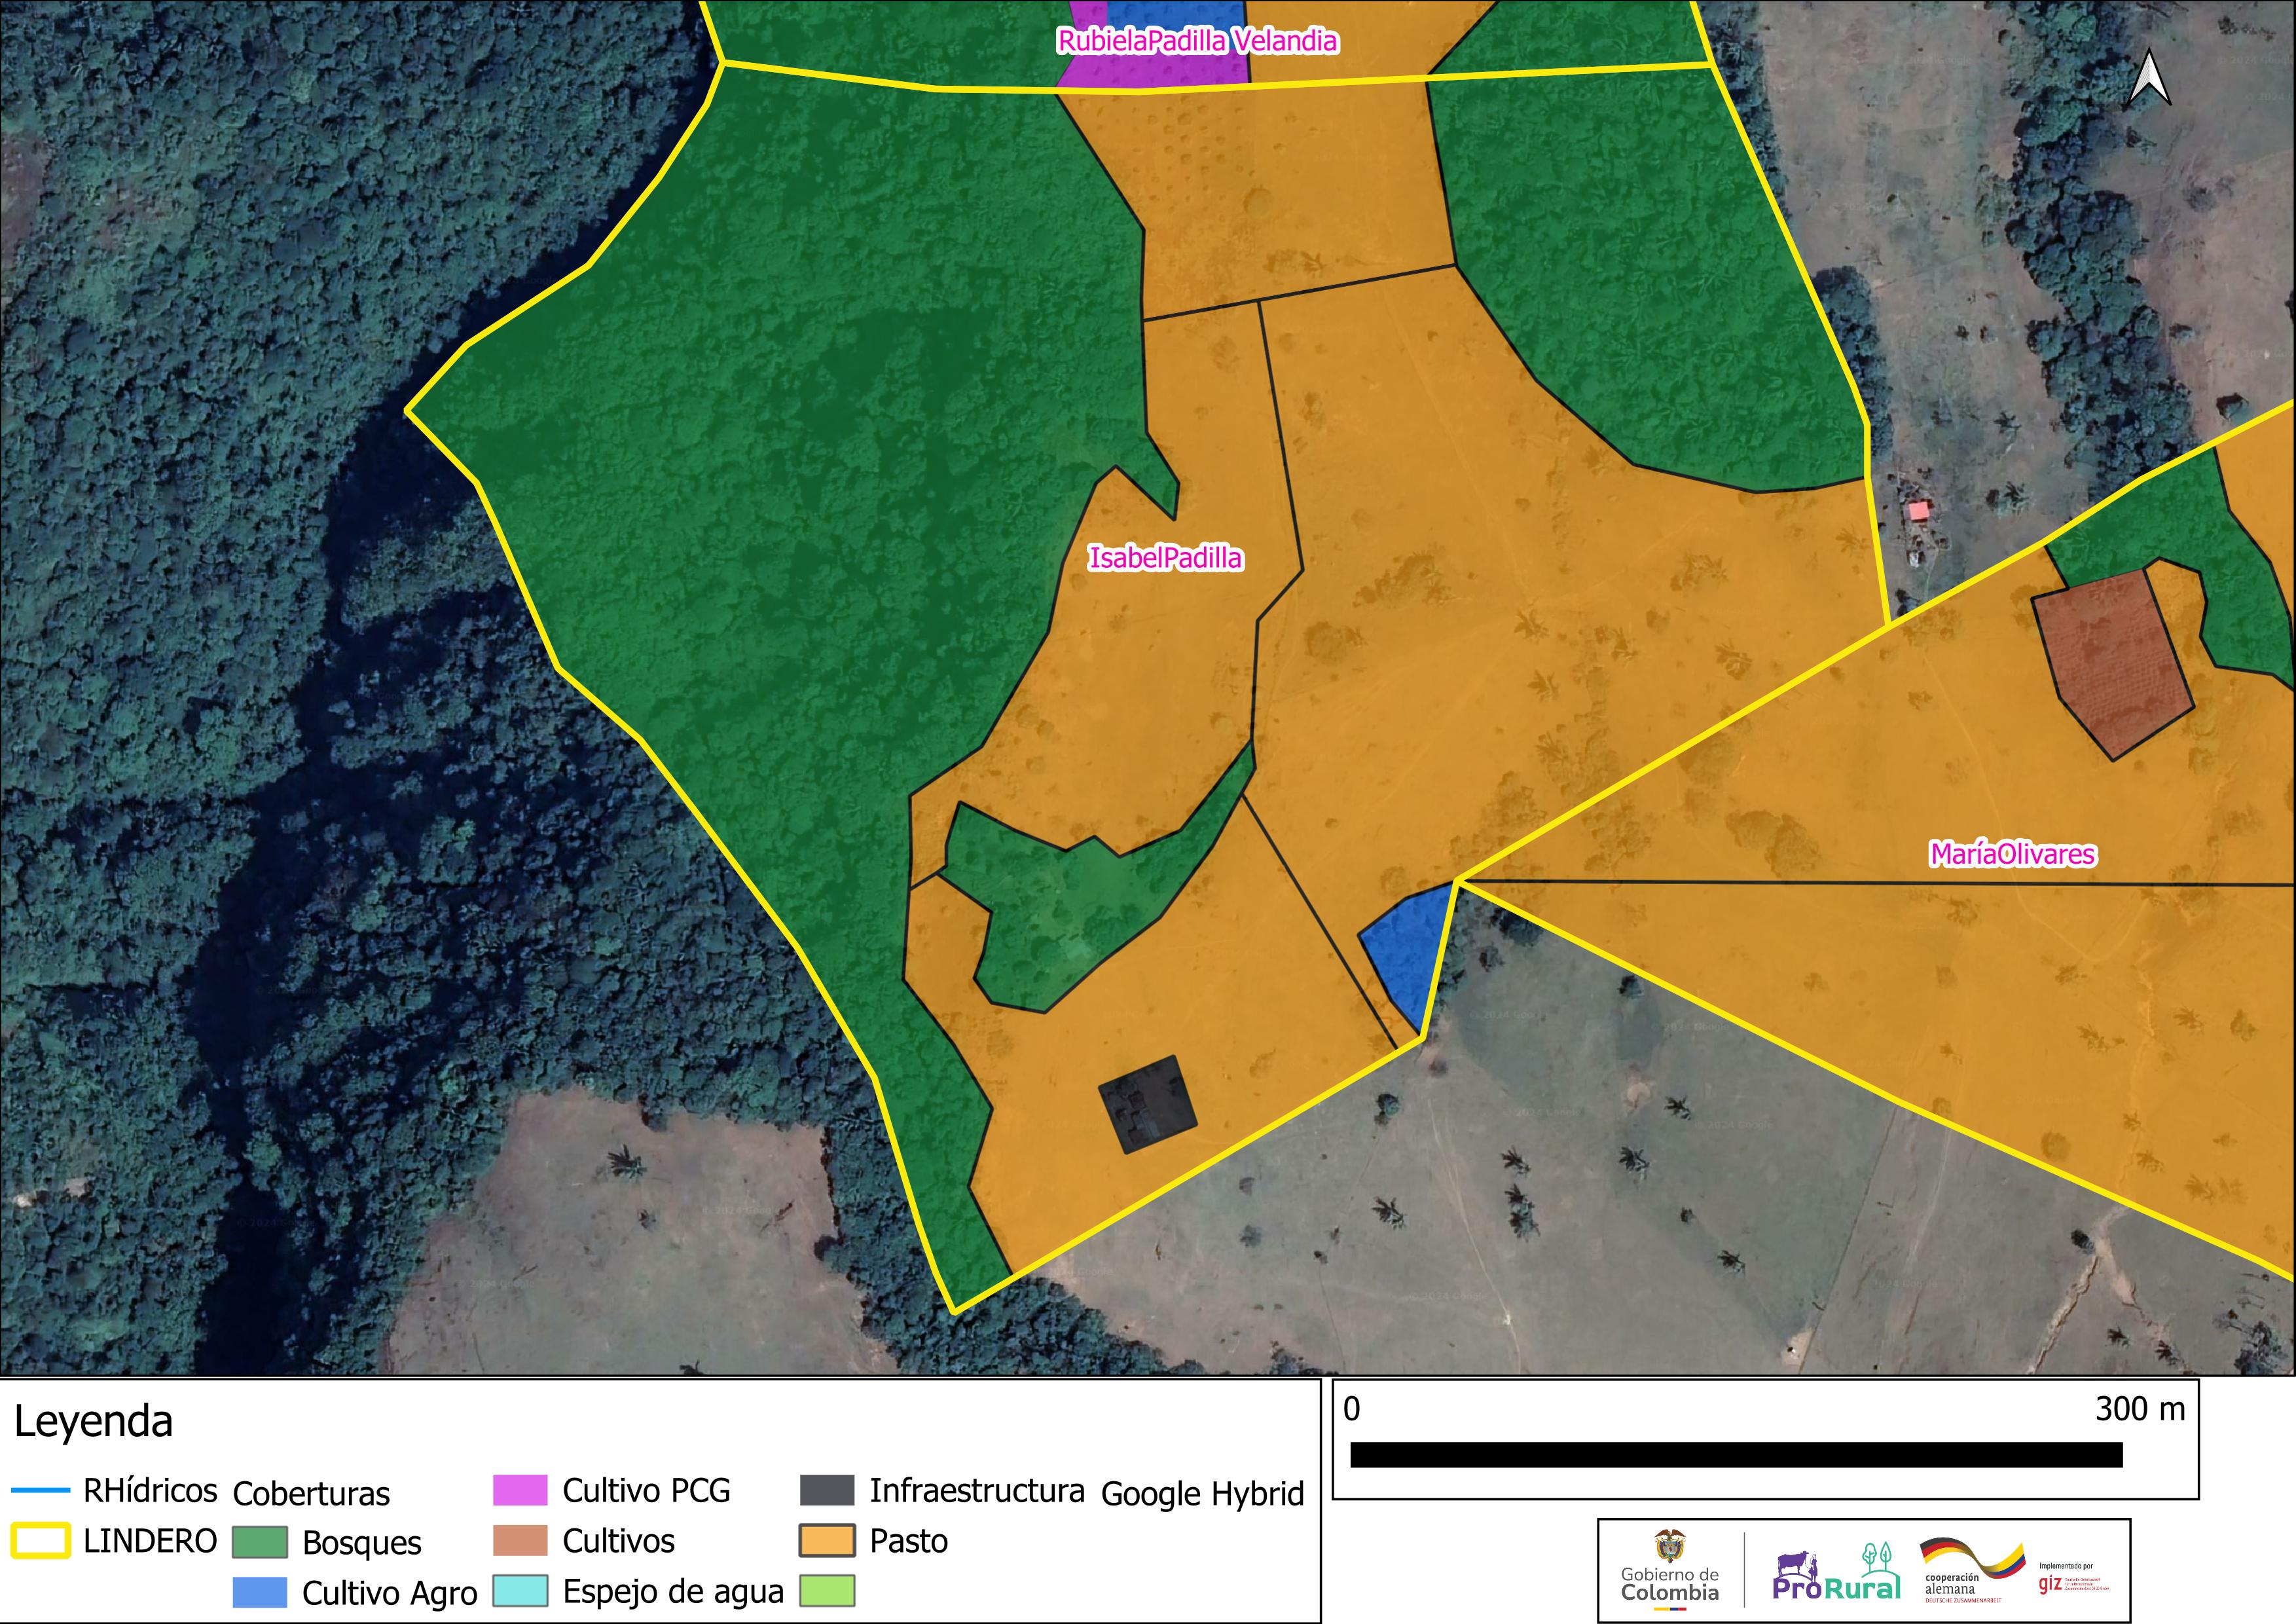 RubielaPadilla Velandia
IsabelPadilla
MaríaOlivares
Leyenda
RHídricos
LINDERO
Coberturas
Bosques
Cultivo Agro
Cultivo PCG
Cultivos
Espejo de agua
Infraestructura
Pasto
Google Hybrid
0
300 m
Gobierno de
Colombia
ProRural
cooperación
alemana
DEUTSCHE ZUSAMMENARBEIT
Implementado por
giz